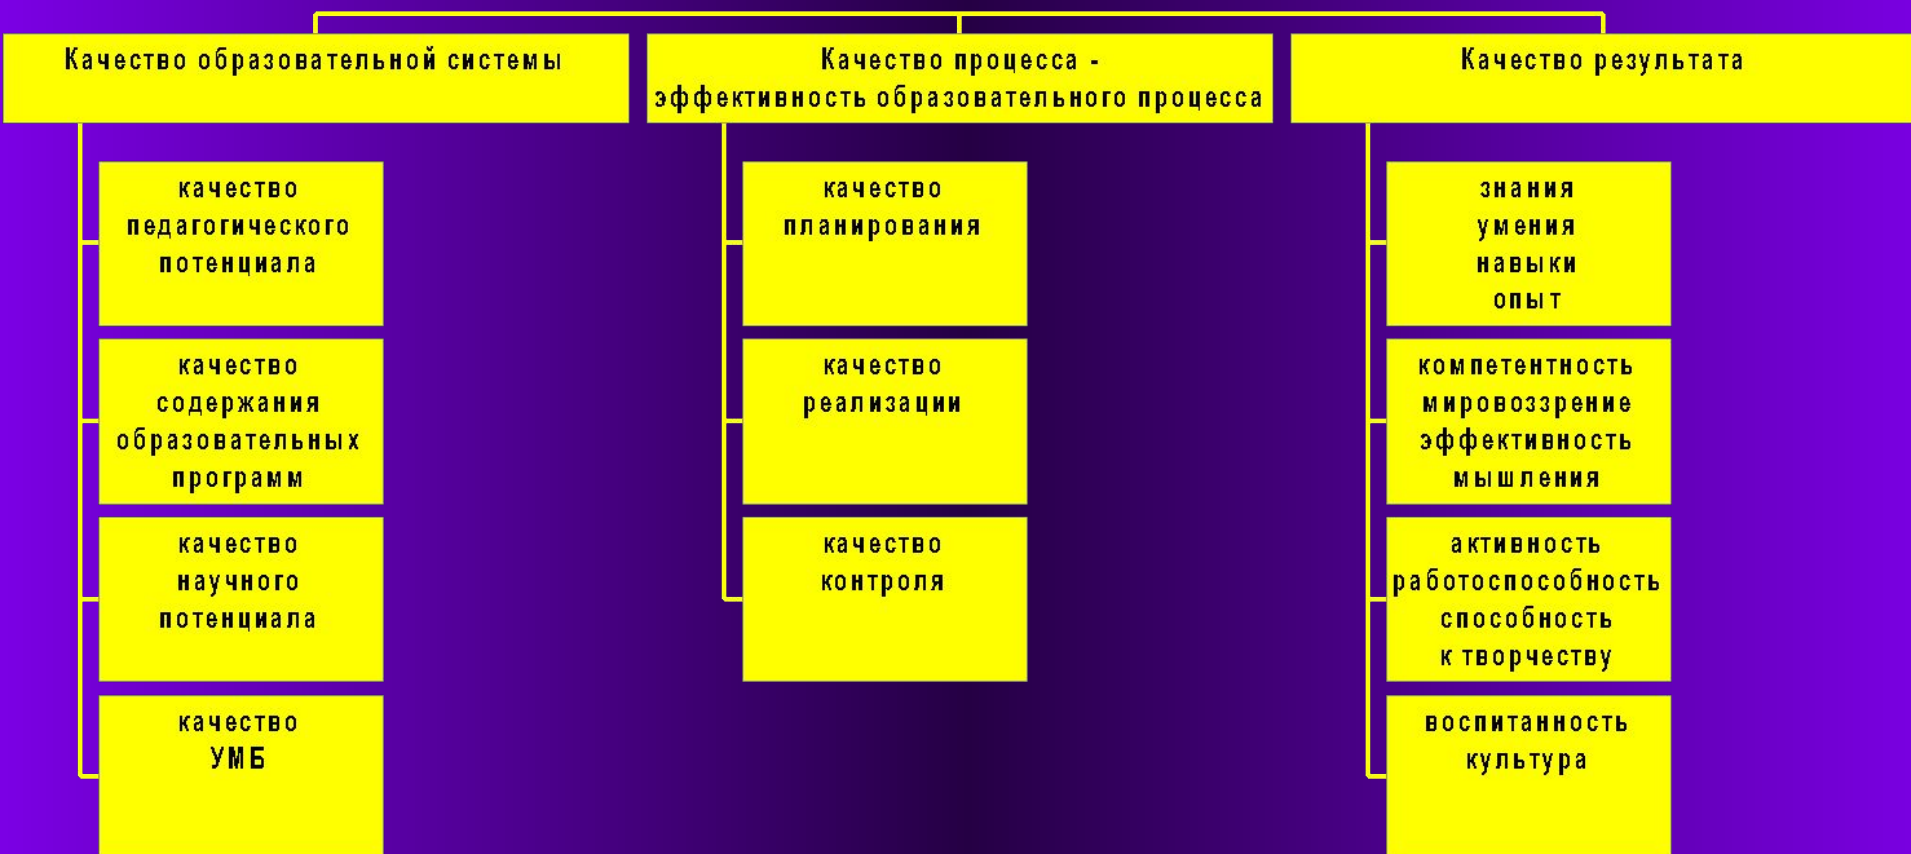 Качество образовательной системы
качество
педагогического
потенциала
качество
содержания
образовательных
программ
качество
научного
потенциала
качество
УМБ
Качество процесса -
эффективность образовательного процесса
качество
планирования
качество
реализации
качество
контроля
Качество результата
знания
умения
навыки
опыт
компетентность
мировоззрение
эффективность
мышления
активность
работоспособность
способность
к творчеству
воспитанность
культура